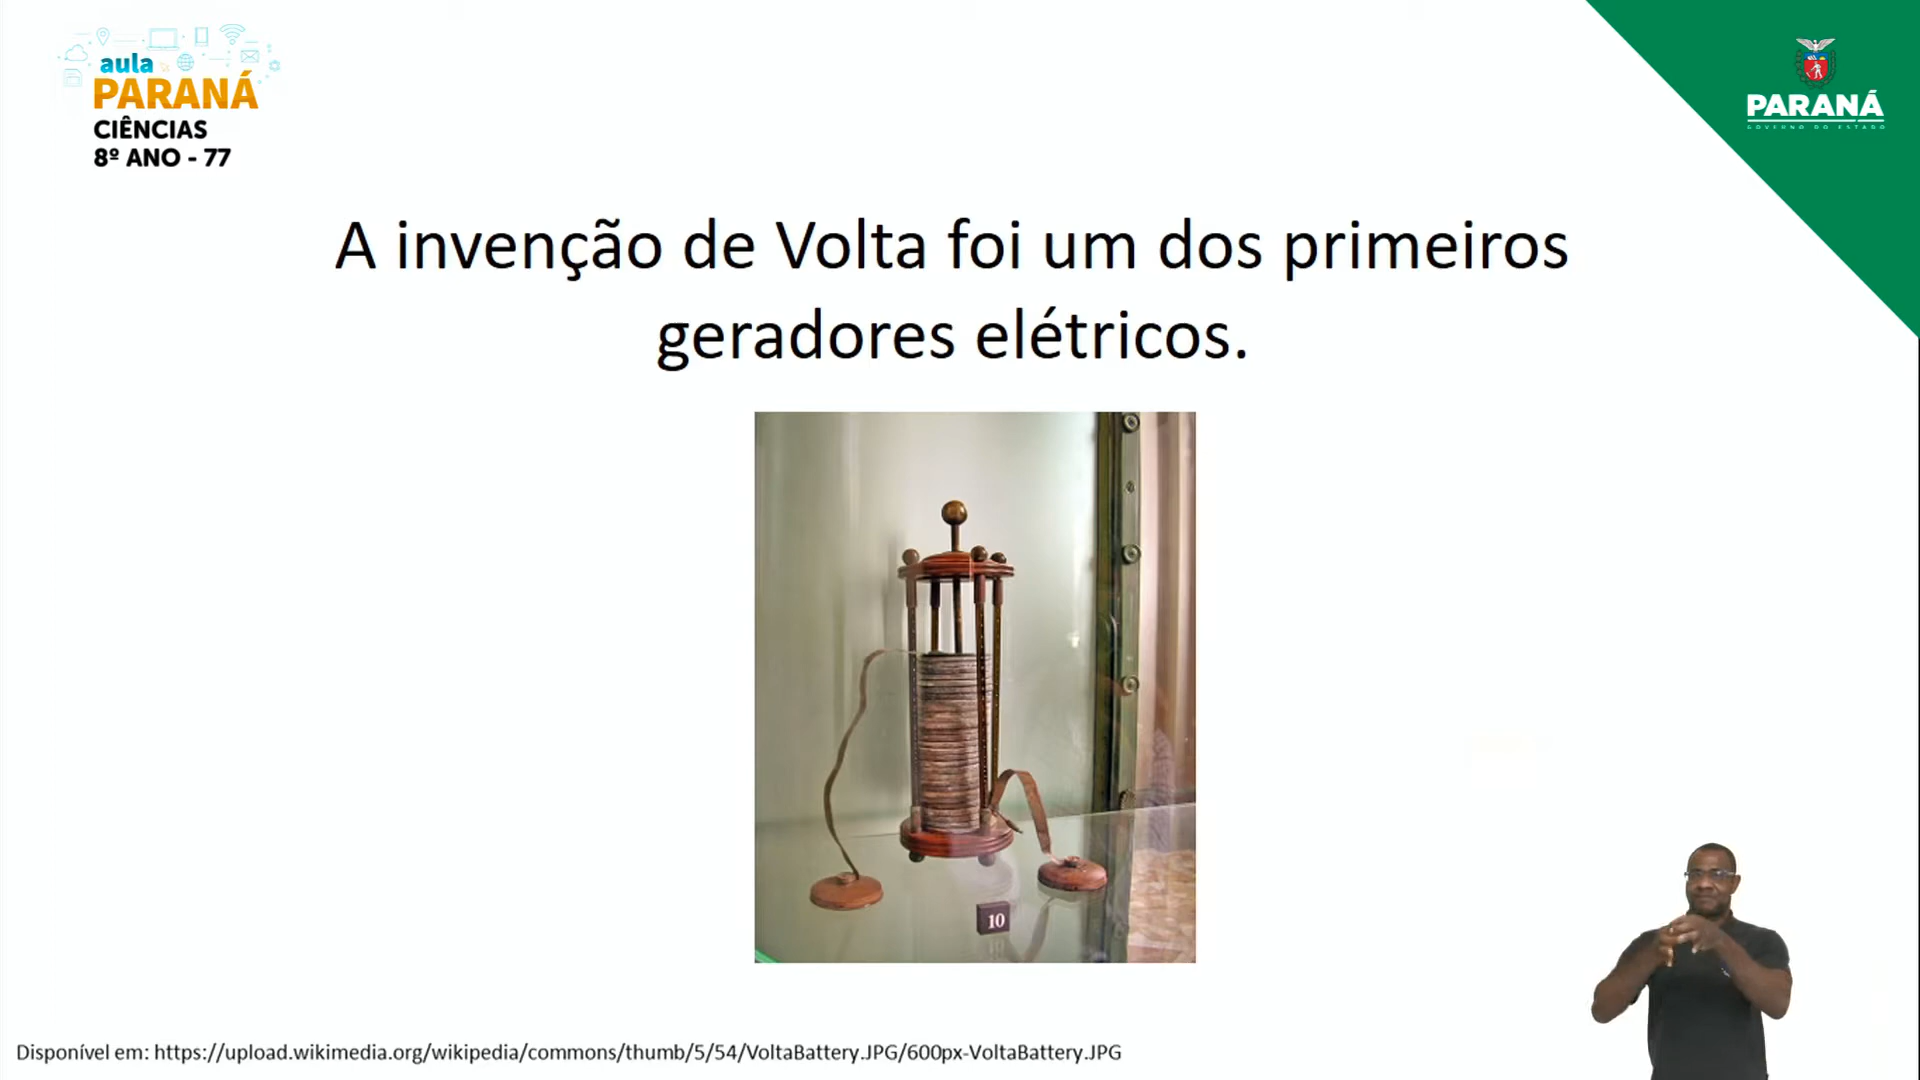 aula
PARANÁ
CIÊNCIAS
8º ANO - 77
PARANÁ
GOVERNO DO ESTADO
A invenção de Volta foi um dos primeiros
geradores elétricos.
10
Disponível em: https://upload.wikimedia.org/wikipedia/commons/thumb/5/54/VoltaBattery.JPG/600px-VoltaBattery.JPG